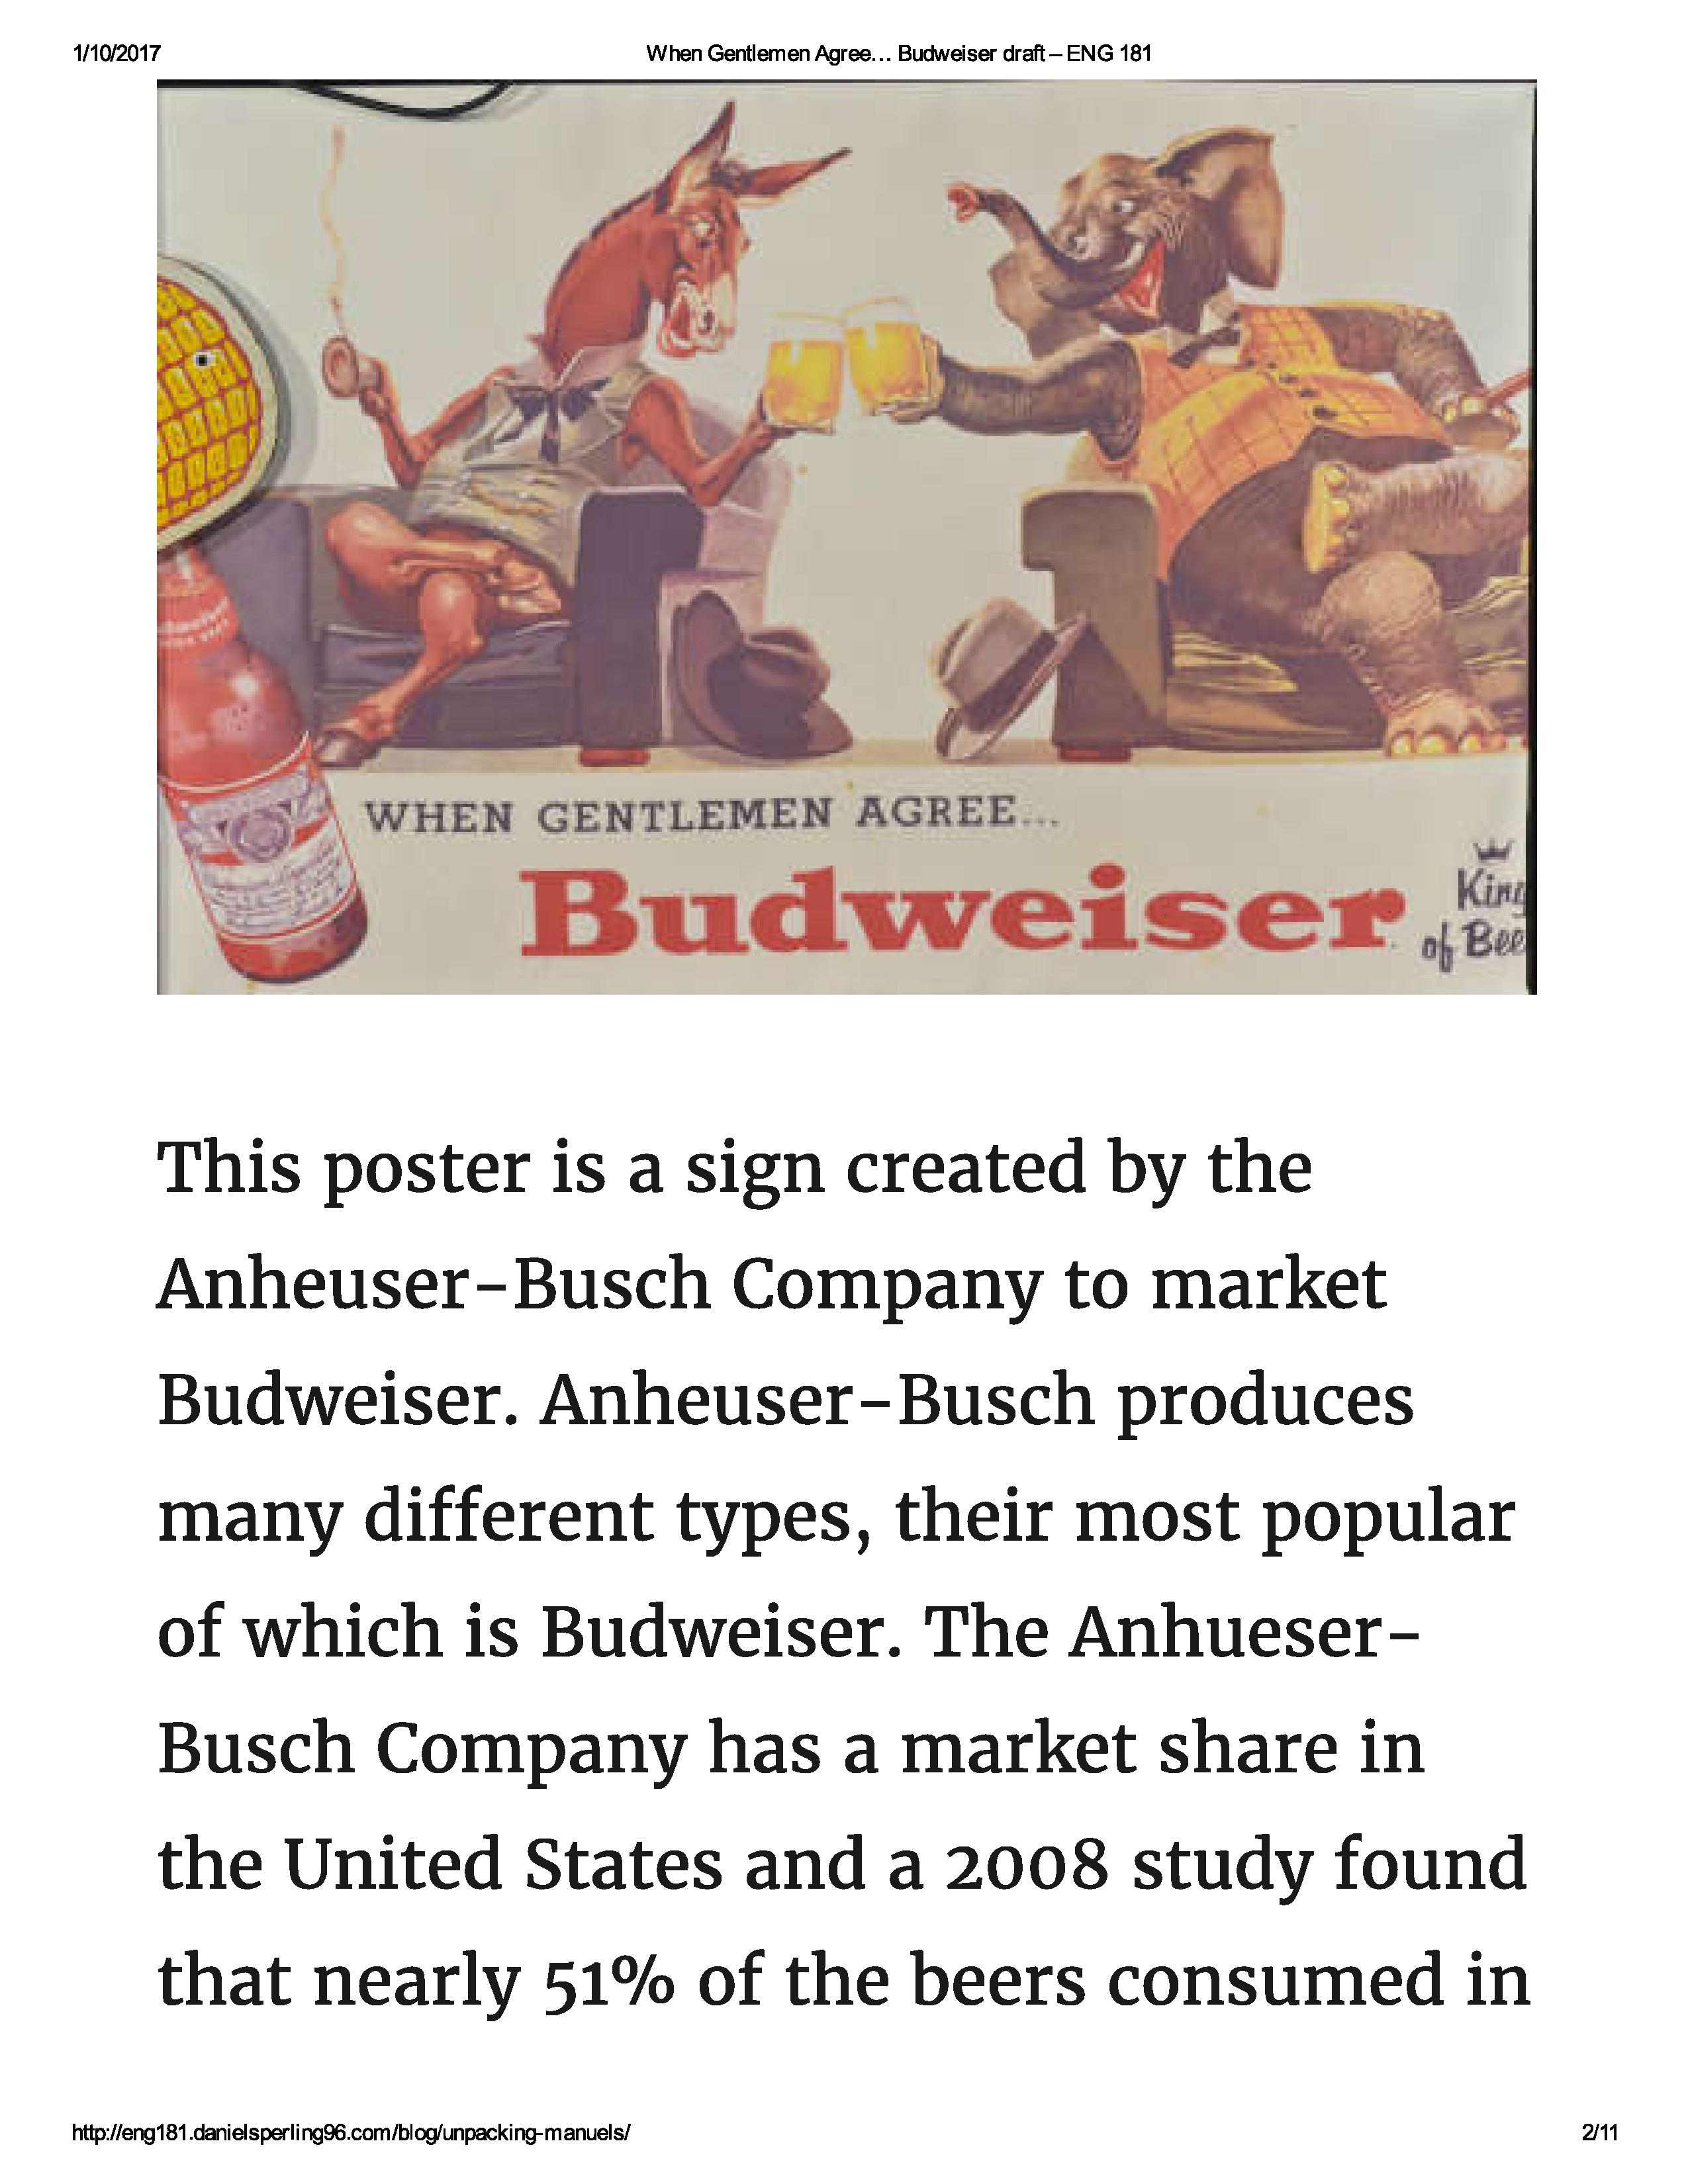 1/10/2017
When Gentlemen Agree… Budweiser draft – ENG 181
WHEN GENTLEMEN AGREE...
Budweiser
King
of Bee
This poster is a sign created by the
Anheuser-Busch Company to market
Budweiser. Anheuser-Busch produces
many different types, their most popular
of which is Budweiser. The Anhueser-
Busch Company has a market share in
the United States and a 2008 study found
that nearly 51% of the beers consumed in
http://eng181.danielsperling96.com/blog/unpacking-manuels/
2/11